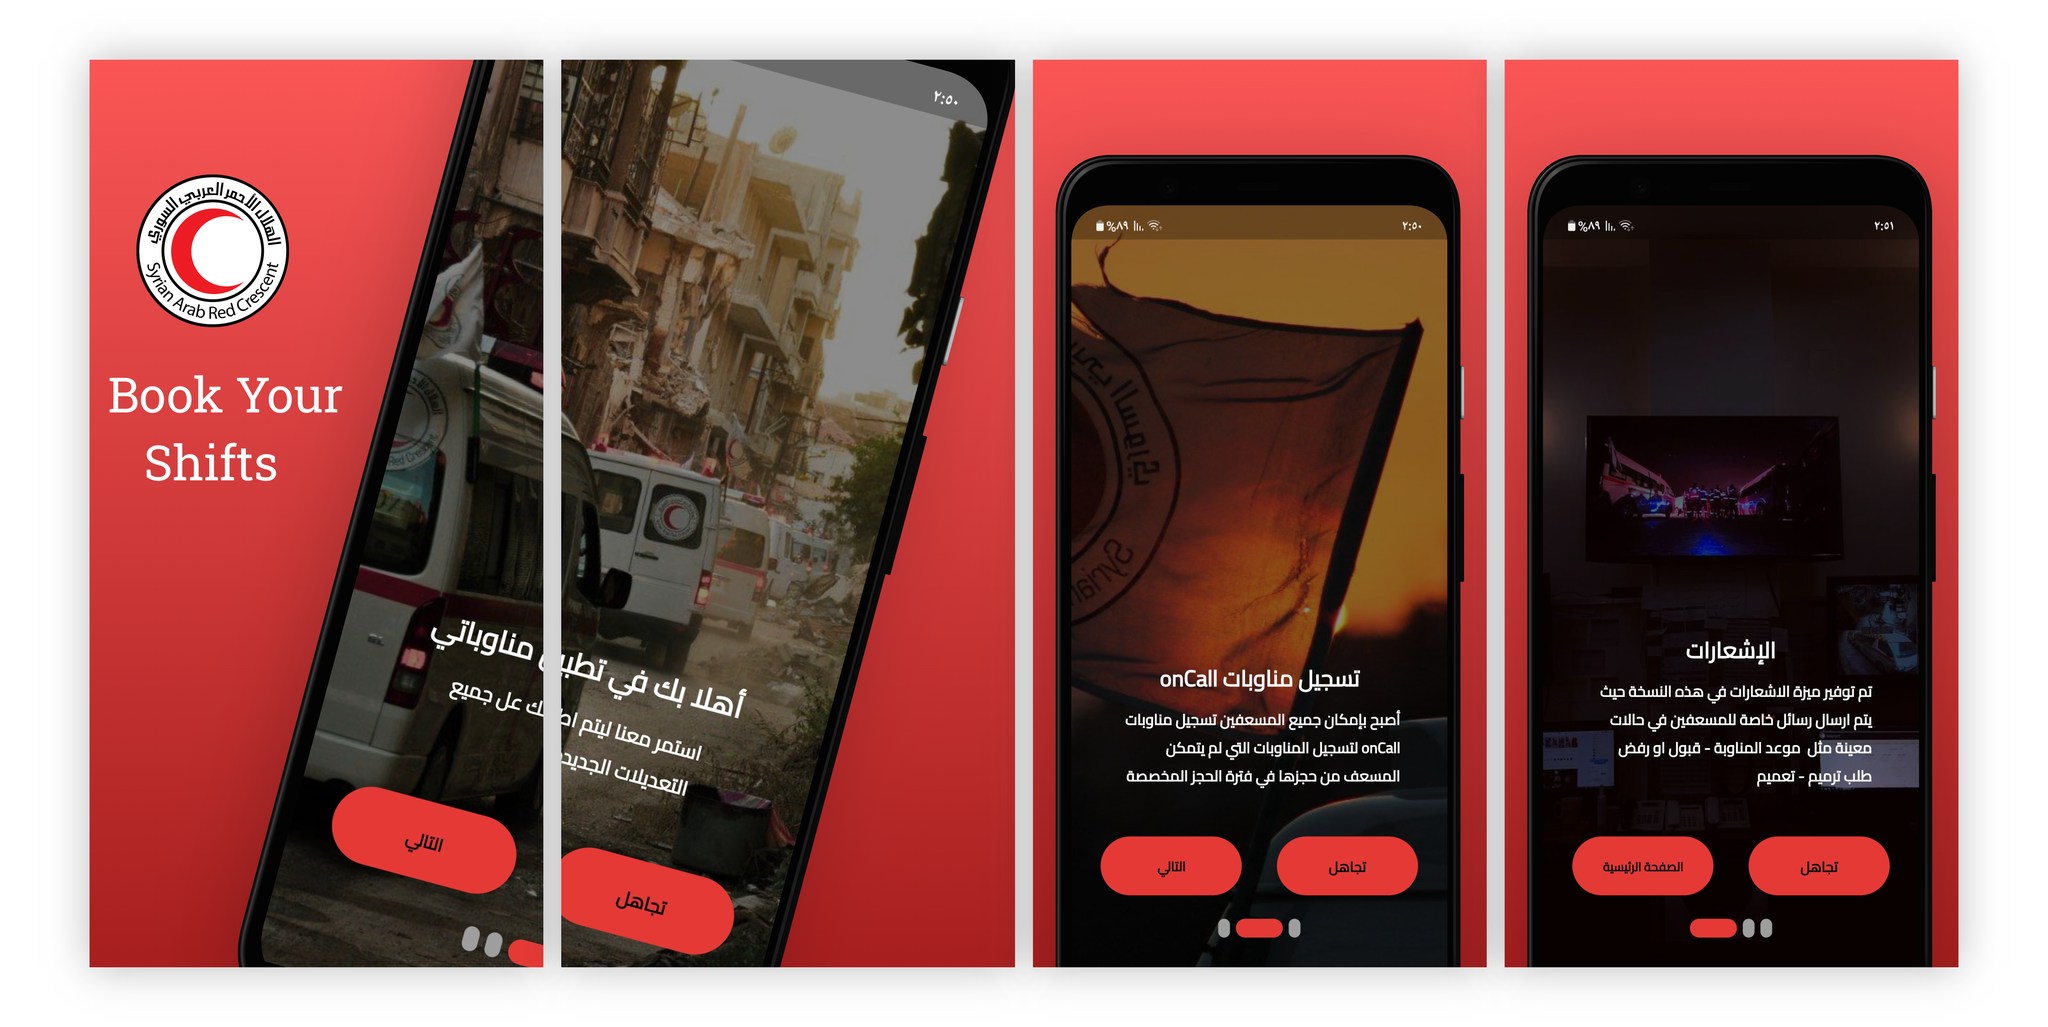 الهلال الأحمر العربي السوري
Syrian Arab Red Crescent
Book Your
Shifts
٢:٥٠
أهلا بك في تطبيق مناوباتي
استمر معنا ليتم اطلاعك عل جميع
التعديلات الجديدة
تجاهل
التالي
%٨٩
٢:٥٠
تسجيل مناوبات onCall
أصبح بإمكان جميع المسعفين تسجيل مناوبات
onCall لتسجيل المناوبات التي لم يتمكن
المسعف من حجزها في فترة الحجز المخصصة
تجاهل
التالي
%٨٩
٢:٥١
الإشعارات
تم توفير ميزة الاشعارات في هذه النسخة حيث
يتم ارسال رسائل خاصة للمسعفين في حالات
معينة مثل موعد المناوبة - قبول او رفض
طلب ترميم - تعميم
تجاهل
الصفحة الرئيسية